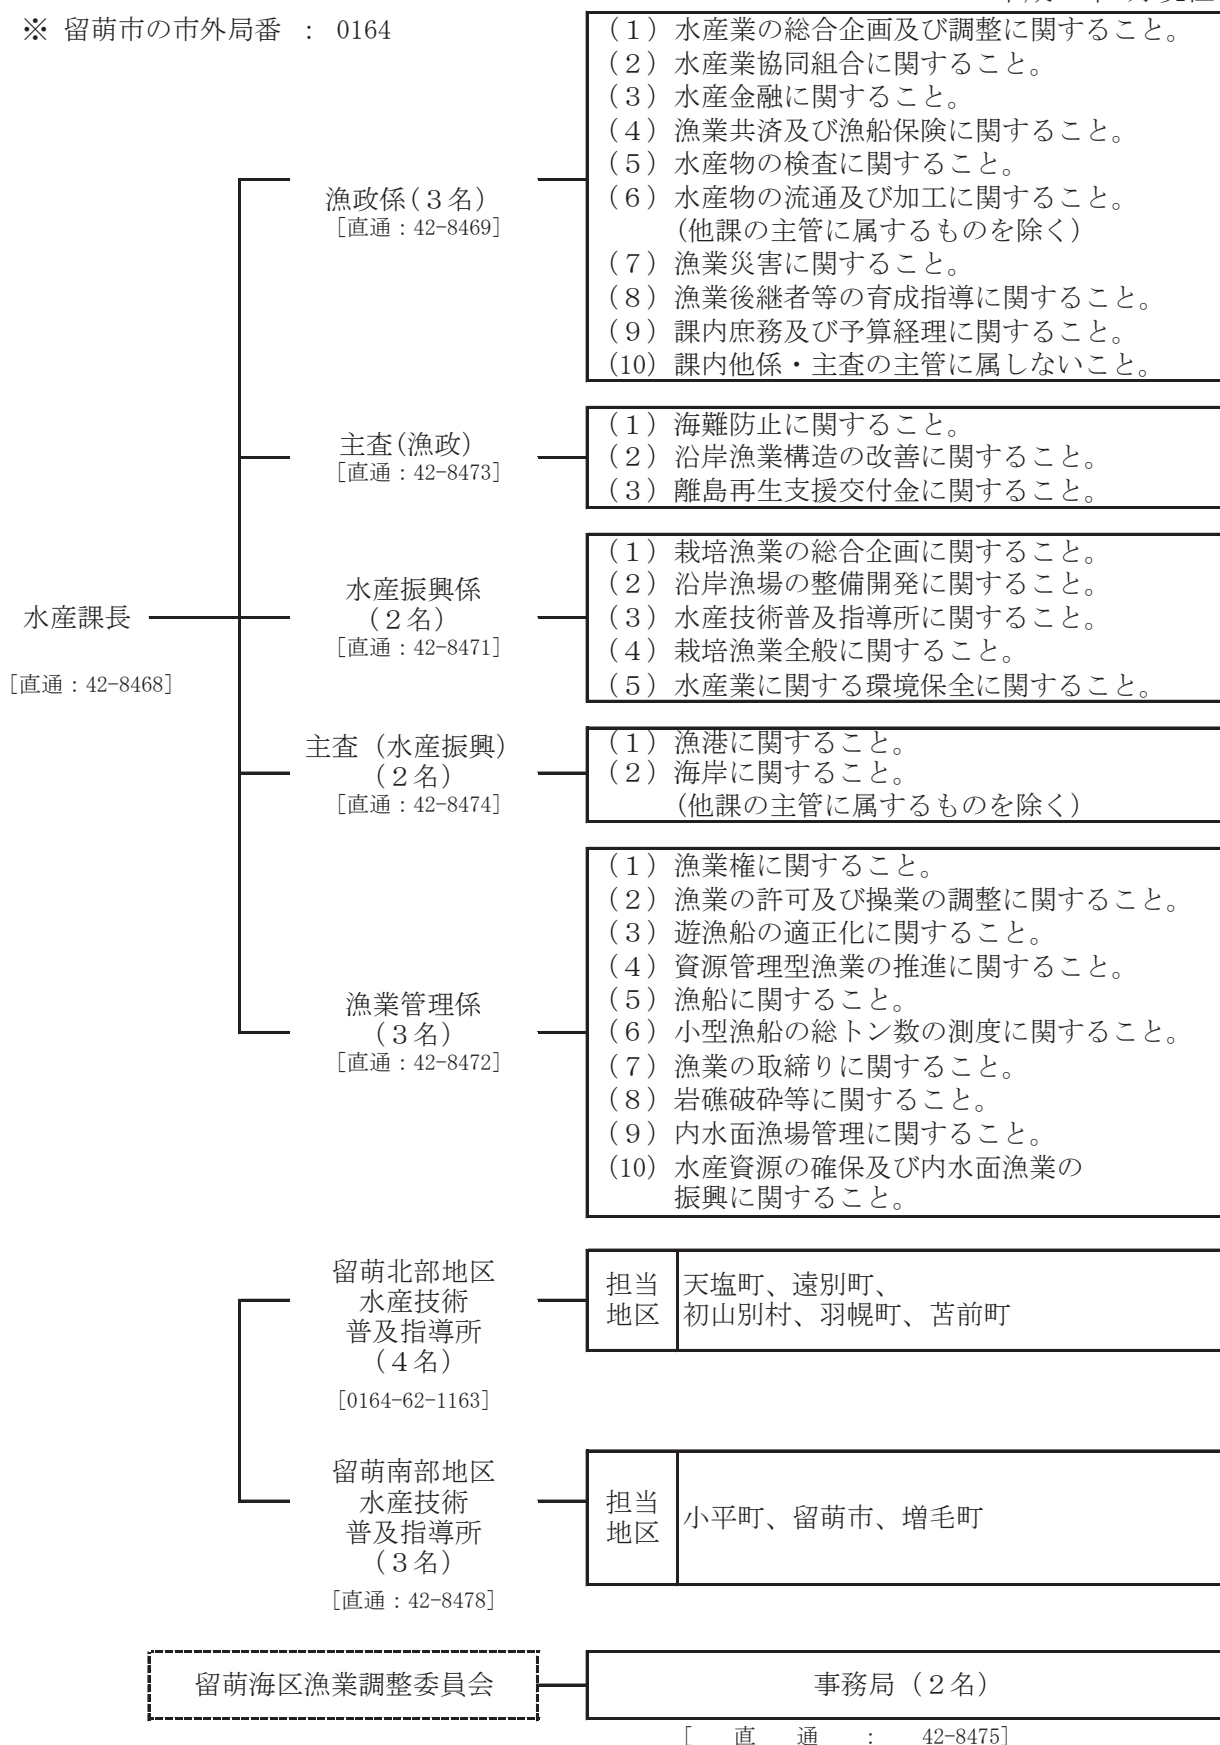 ※ 留萌市の市外局番 : 0164
(1) 水産業の総合企画及び調整に関すること。
(2) 水産業協同組合に関すること。
(3) 水産金融に関すること。
(4) 漁業共済及び漁船保険に関すること。
(5) 水産物の検査に関すること。
(6) 水産物の流通及び加工に関すること。
(他課の主管に属するものを除く)
(7) 漁業災害に関すること。
(8) 漁業後継者等の育成指導に関すること。
(9) 課内庶務及び予算経理に関すること。
(10) 課内他係・主査の主管に属しないこと。
漁政係(3名)
[直通:42-8469]
主査(漁政)
[直通:42-8473]
(1) 海難防止に関すること。
(2) 沿岸漁業構造の改善に関すること。
(3) 離島再生支援交付金に関すること。
水産課長
[直通:42-8468]
水産振興係
(2名)
[直通:42-8471]
(1) 栽培漁業の総合企画に関すること。
(2) 沿岸漁場の整備開発に関すること。
(3) 水産技術普及指導所に関すること。
(4) 栽培漁業全般に関すること。
(5) 水産業に関する環境保全に関すること。
主査(水産振興)
(2名)
[直通:42-8474]
(1) 漁港に関すること。
(2) 海岸に関すること。
(他課の主管に属するものを除く)
漁業管理係
(3名)
[直通:42-8472]
(1) 漁業権に関すること。
(2) 漁業の許可及び操業の調整に関すること。
(3) 遊漁船の適正化に関すること。
(4) 資源管理型漁業の推進に関すること。
(5) 漁船に関すること。
(6) 小型漁船の総トン数の測度に関すること。
(7) 漁業の取締りに関すること。
(8) 岩礁破砕等に関すること。
(9) 内水面漁場管理に関すること。
(10) 水産資源の確保及び内水面漁業の
振興に関すること。
留萌北部地区
水産技術
普及指導所
(4名)
[0164-62-1163]
担当
地区
天塩町、遠別町、
初山別村、羽幌町、苫前町
留萌南部地区
水産技術
普及指導所
(3名)
[直通:42-8478]
担当
地区
小平町、留萌市、増毛町
留萌海区漁業調整委員会
事務局(2名)
[ 直 通 : 42-8475]